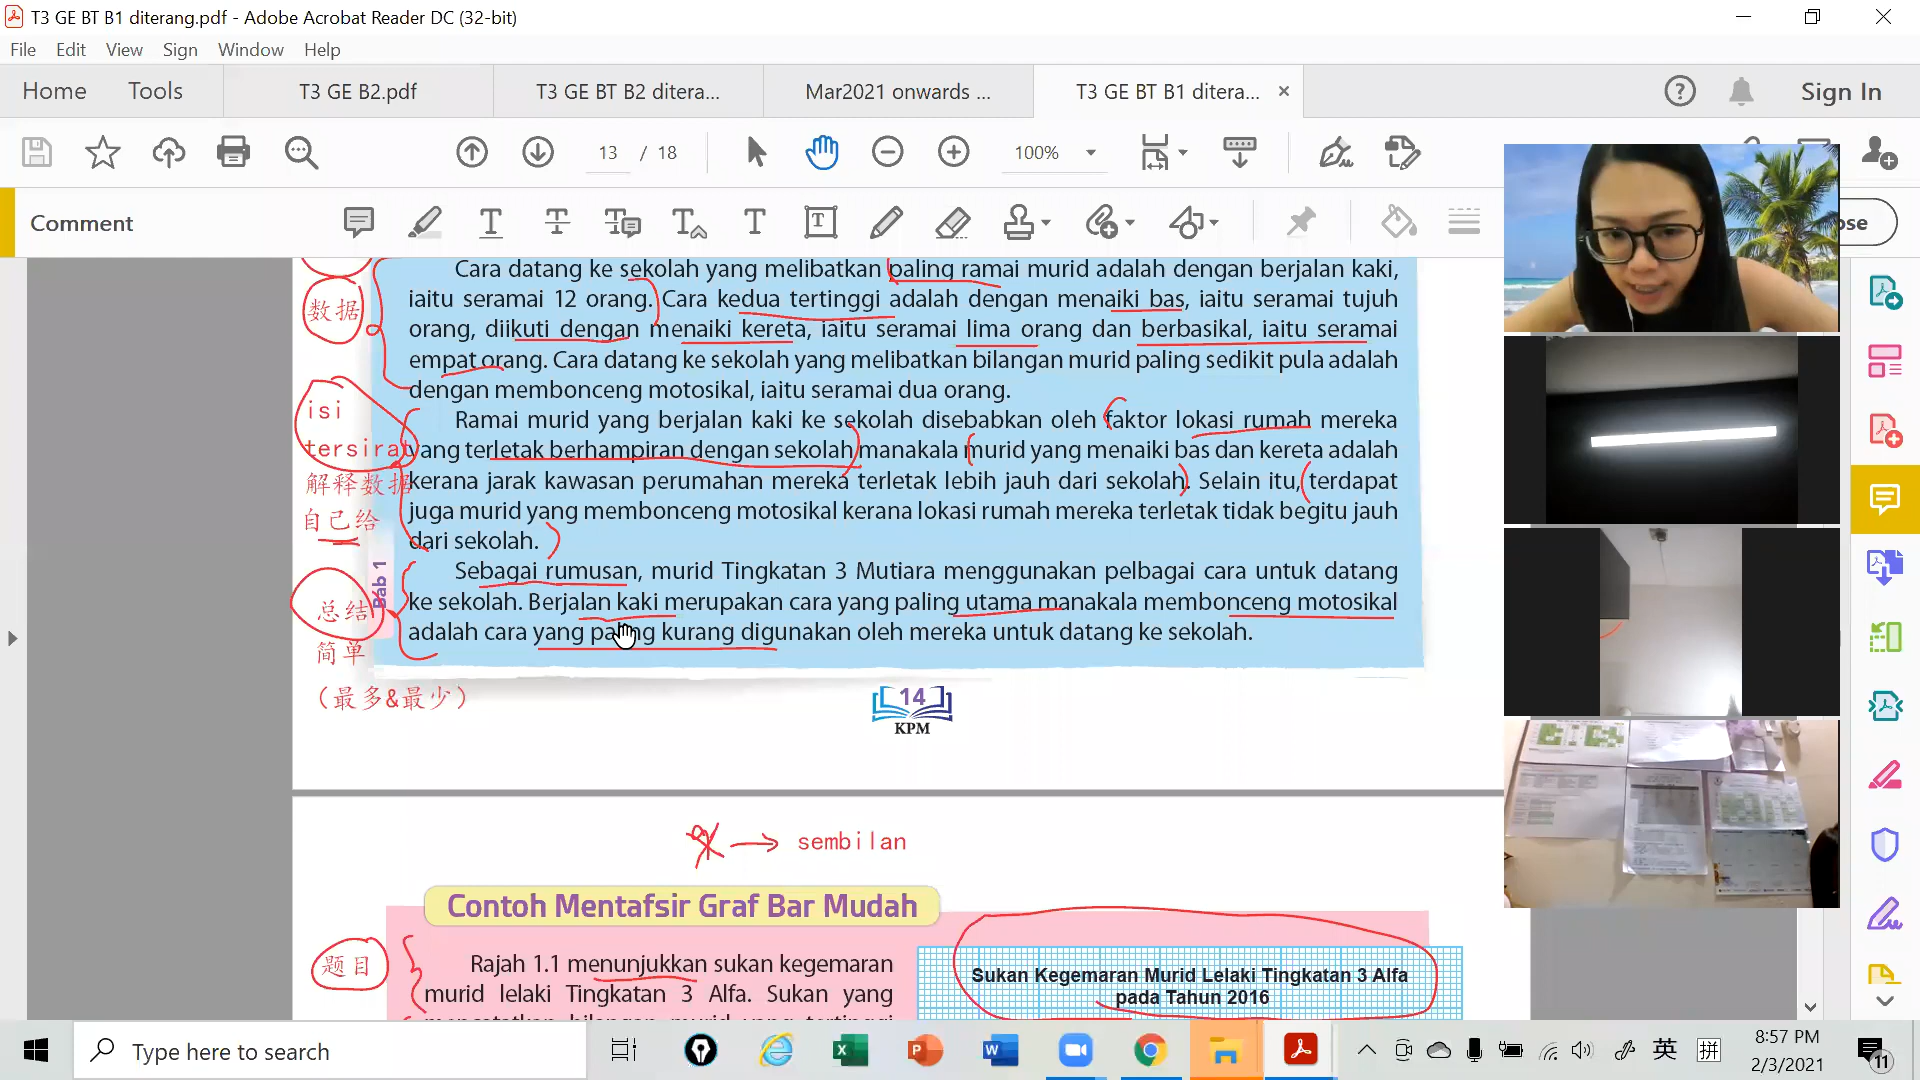 T3 GE BT B1 diterang.pdf - Adobe Acrobat Reader DC (32-bit)
File Edit View Sign Window Help
Home Tools T3 GE B2.pdf T3 GE BT B2 ditera... Mar2021 onwards ... T3 GE BT B1 ditera... Sign In
13 / 18 100%
Comment
Cara datang ke sekolah yang melibatkan paling ramai murid adalah dengan berjalan kaki,
数据
iaitu seramai 12 orang. Cara kedua tertinggi adalah dengan menaiki bas, iaitu seramai tujuh
orang, diikuti dengan menaiki kereta, iaitu seramai lima orang dan berbasikal, iaitu seramai
empat orang. Cara datang ke sekolah yang melibatkan bilangan murid paling sedikit pula adalah
dengan membonceng motosikal, iaitu seramai dua orang.
isi
tersirat
解释数据
自己给
Ramai murid yang berjalan kaki ke sekolah disebabkan oleh faktor lokasi rumah mereka
yang terletak berhampiran dengan sekolah manakala murid yang menaiki bas dan kereta adalah
kerana jarak kawasan perumahan mereka terletak lebih jauh dari sekolah. Selain itu, terdapat
juga murid yang membonceng motosikal kerana lokasi rumah mereka terletak tidak begitu jauh
dari sekolah.
Bab 1
总结
简单
（最多&最少）
Sebagai rumusan, murid Tingkatan 3 Mutiara menggunakan pelbagai cara untuk datang
ke sekolah. Berjalan kaki merupakan cara yang paling utama manakala membonceng motosikal
adalah cara yang paling kurang digunakan oleh mereka untuk datang ke sekolah.
14
KPM
9 → sembilan
Contoh Mentafsir Graf Bar Mudah
题目
Rajah 1.1 menunjukkan sukan kegemaran
murid lelaki Tingkatan 3 Alfa. Sukan yang
Sukan Kegemaran Murid Lelaki Tingkatan 3 Alfa
pada Tahun 2016
Type here to search
英 拼
8:57 PM
2/3/2021
11